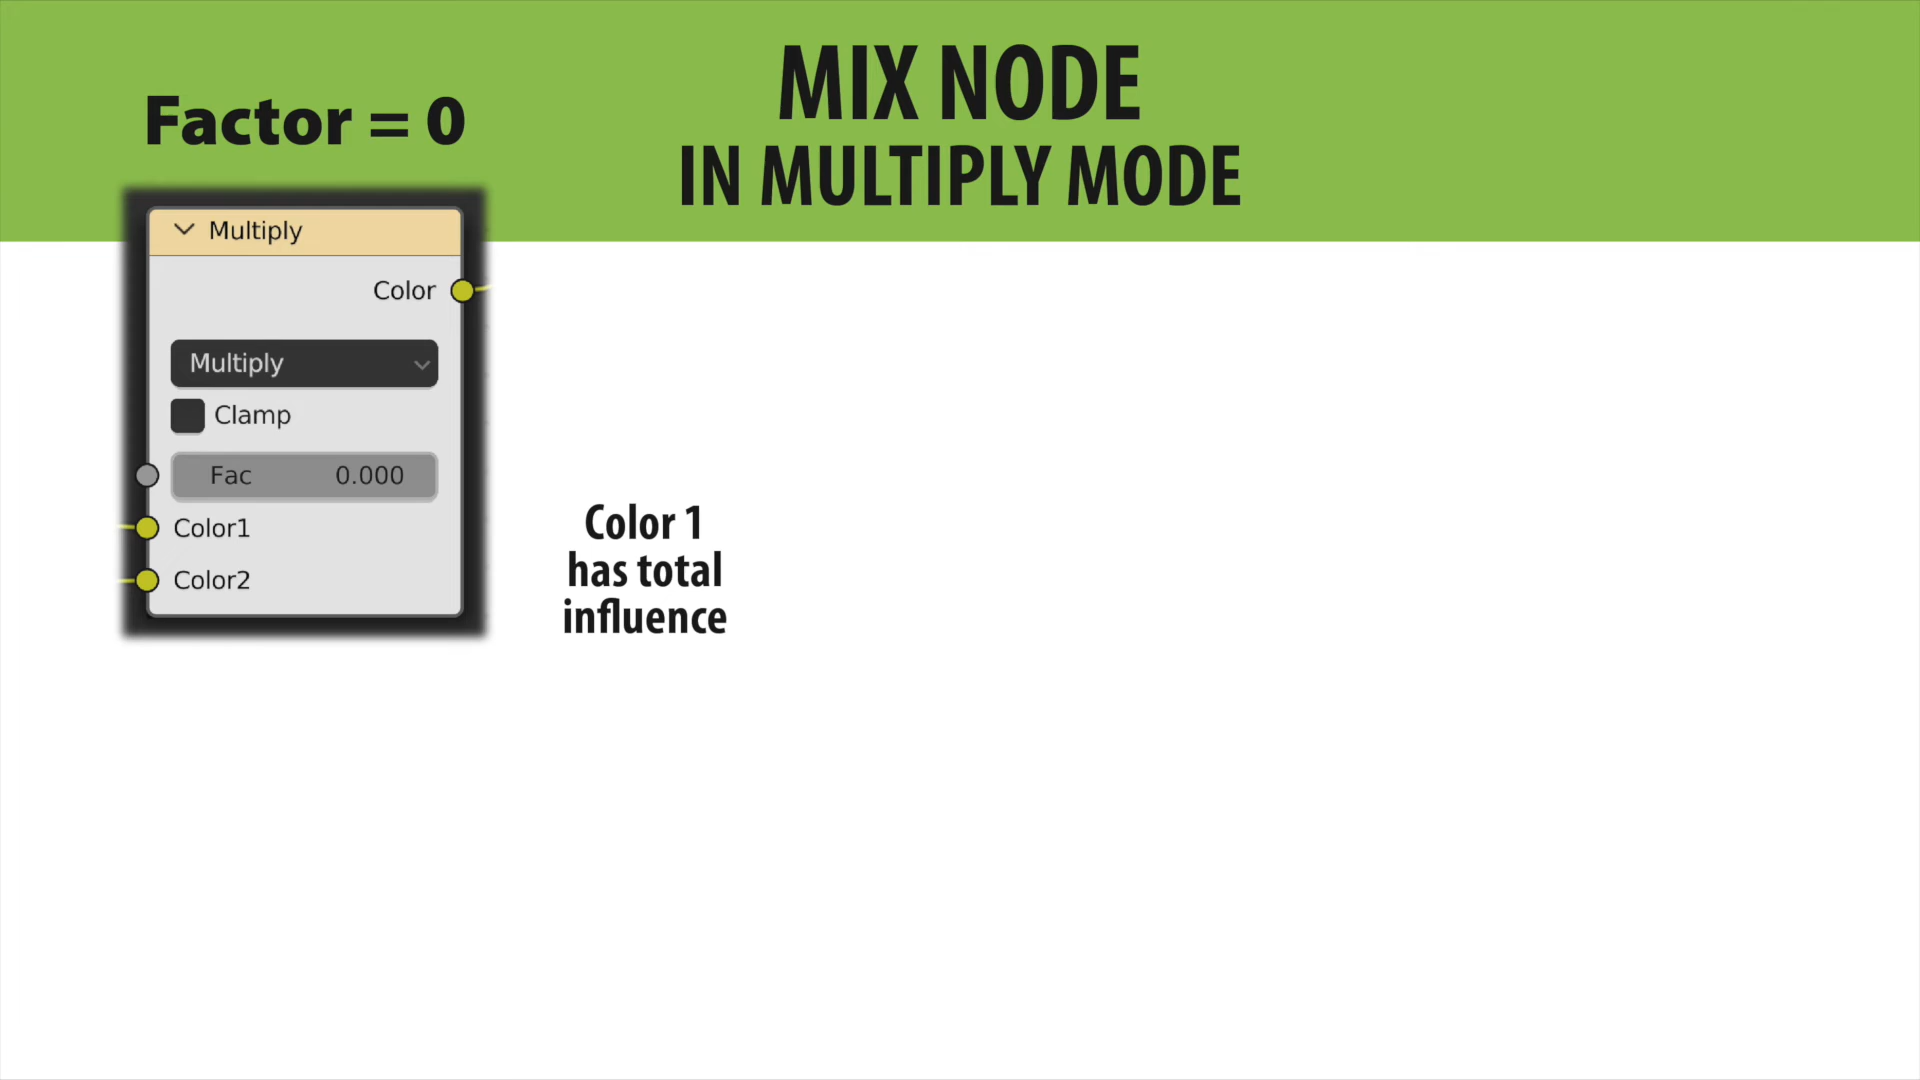 MIX NODE
IN MULTIPLY MODE
Factor = 0
Multiply
Color
Multiply
Clamp
Fac 0.000
Color1
Color2
Color 1
has total
influence